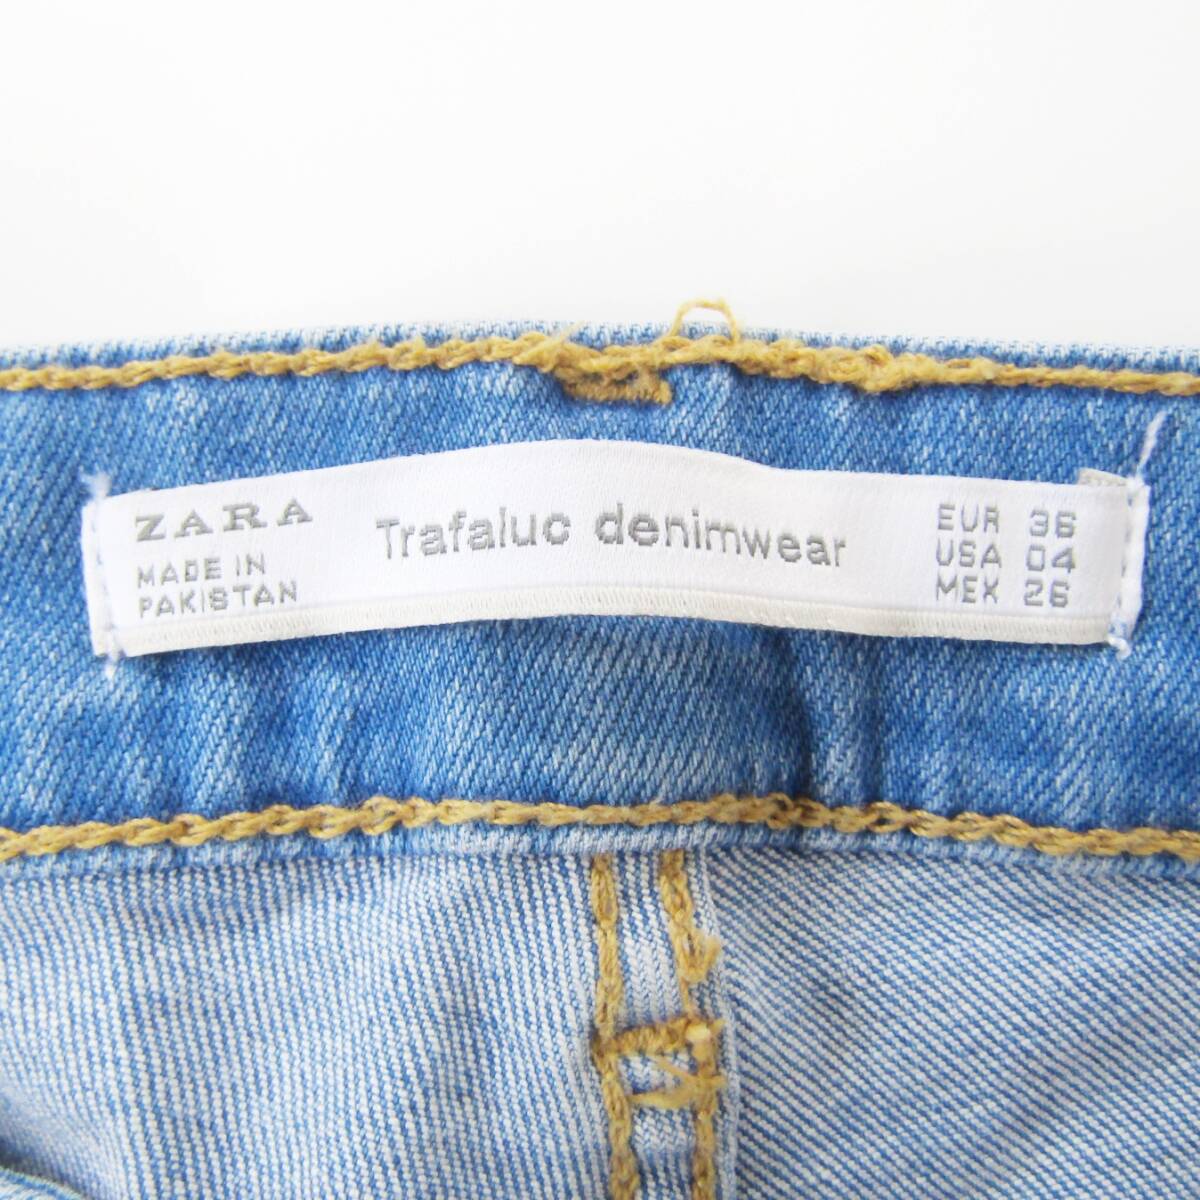 ZARA
MADE IN
PAKISTAN
Trafaluc denimwear
EUR 36
USA 04
MEX 26